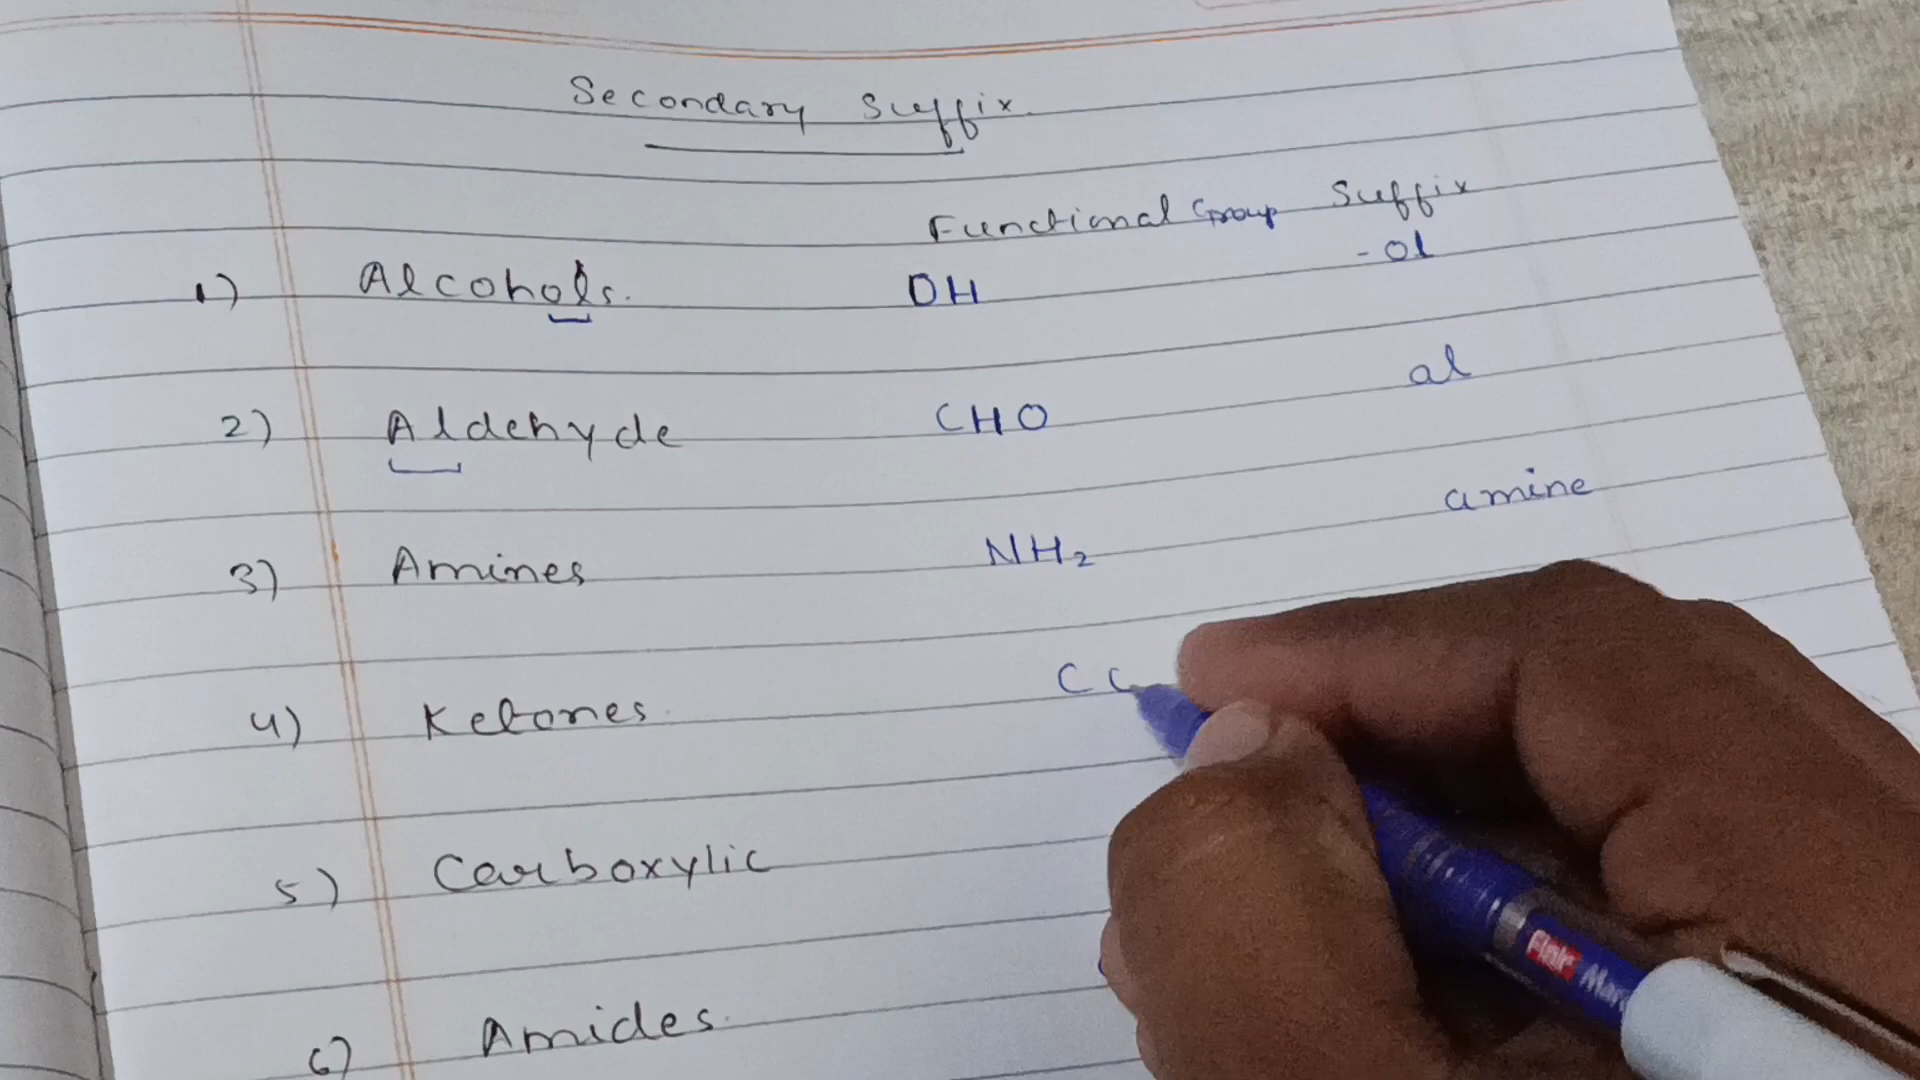 Secondary Suffix
Functional Group Suffix
1) Alcohols. OH -ol
2) Aldehyde CHO al
3) Amines NH2 amine
4) Ketones. C
5) Carboxylic
6) Amides.
Flair